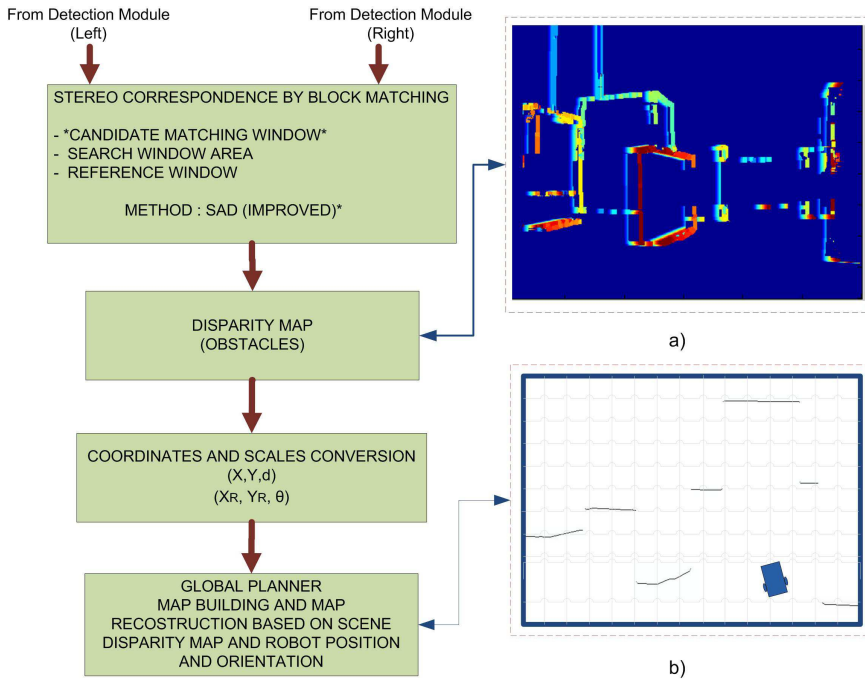 From Detection Module
(Left)
From Detection Module
(Right)
STEREO CORRESPONDENCE BY BLOCK MATCHING
- *CANDIDATE MATCHING WINDOW*
- SEARCH WINDOW AREA
- REFERENCE WINDOW
METHOD : SAD (IMPROVED)*
DISPARITY MAP
(OBSTACLES)
a)
COORDINATES AND SCALES CONVERSION
(X,Y,d)
(XR, YR, θ)
GLOBAL PLANNER
MAP BUILDING AND MAP
RECOSTRUCTION BASED ON SCENE
DISPARITY MAP AND ROBOT POSITION
AND ORIENTATION
b)